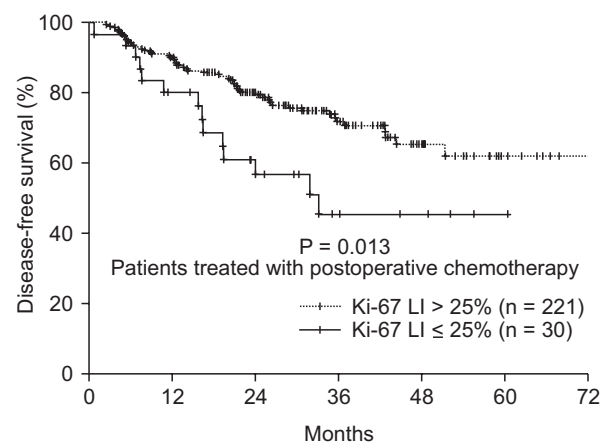 100
80
60
40
20
0
Disease-free survival (%)
P = 0.013
Patients treated with postoperative chemotherapy
Ki-67 LI > 25% (n = 221)
Ki-67 LI ≤ 25% (n = 30)
0 12 24 36 48 60 72
Months